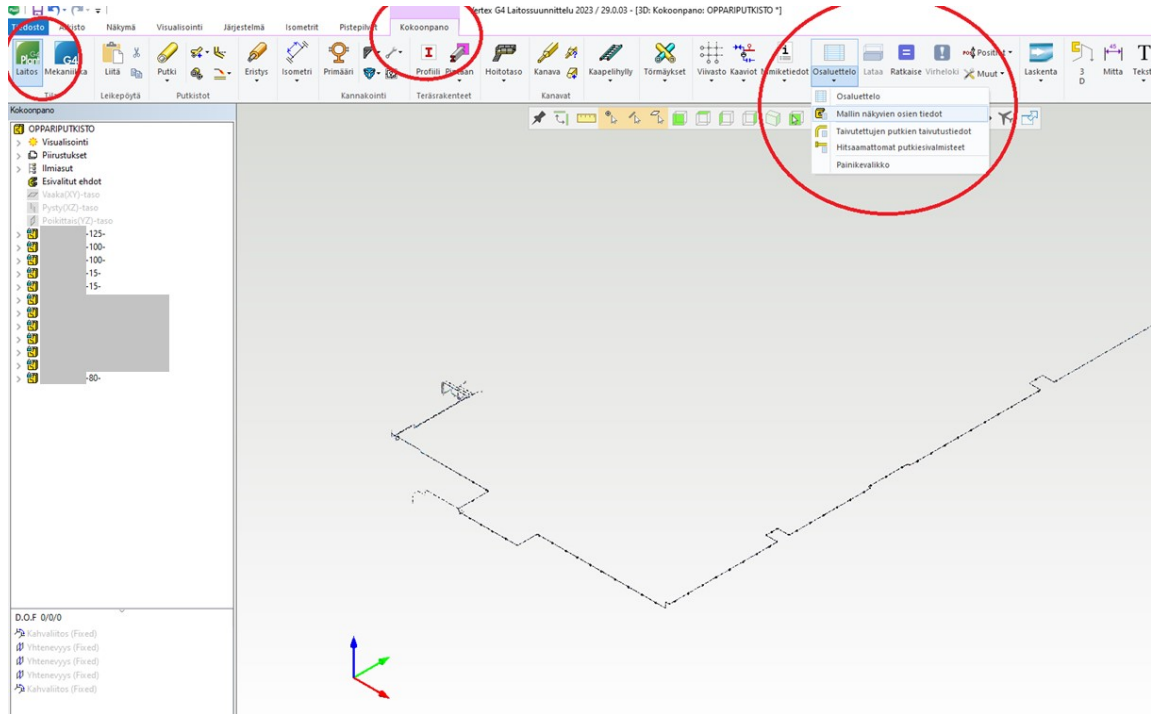 Vertex G4 Laitossuunnittelu 2023 / 29.0.03 - [3D: Kokoonpano: OPPARIPUTKISTO *]
Tiedosto Arkisto Näkymä Visualisointi Järjestelmä Isometrit Pistepilvet Kokoonpano
Laitos Mekaniikka Liitä Putki Eristys Isometri Primääri Profiili Hoitotaso Kanava Kaapelihylly Törmäykset Viivasto Kaaviot Nimiketiedot Osaluettelo Lataa Ratkaise Virheloki Positiot Muut Laskenta 3D Mitta Teksti
Tila Leikepöytä Putkistot Kannakointi Teräsrakenteet Kanavat
Osaluettelo
Mallin näkyvien osien tiedot
Taivutettujen putkien taivutustiedot
Hitsaamattomat putkiesivalmisteet
Painikevalikko
Kokoonpano
OPPARIPUTKISTO
Visualisointi
Piirustukset
Ilmiasut
Esivalitut ehdot
Vaaka(XY)-taso
Pysty(XZ)-taso
Poikittais(YZ)-taso
-125-
-100-
-100-
-15-
-15-
-80-
D.O.F 0/0/0
Kahvaliitos (Fixed)
Yhtenevyys (Fixed)
Yhtenevyys (Fixed)
Yhtenevyys (Fixed)
Kahvaliitos (Fixed)